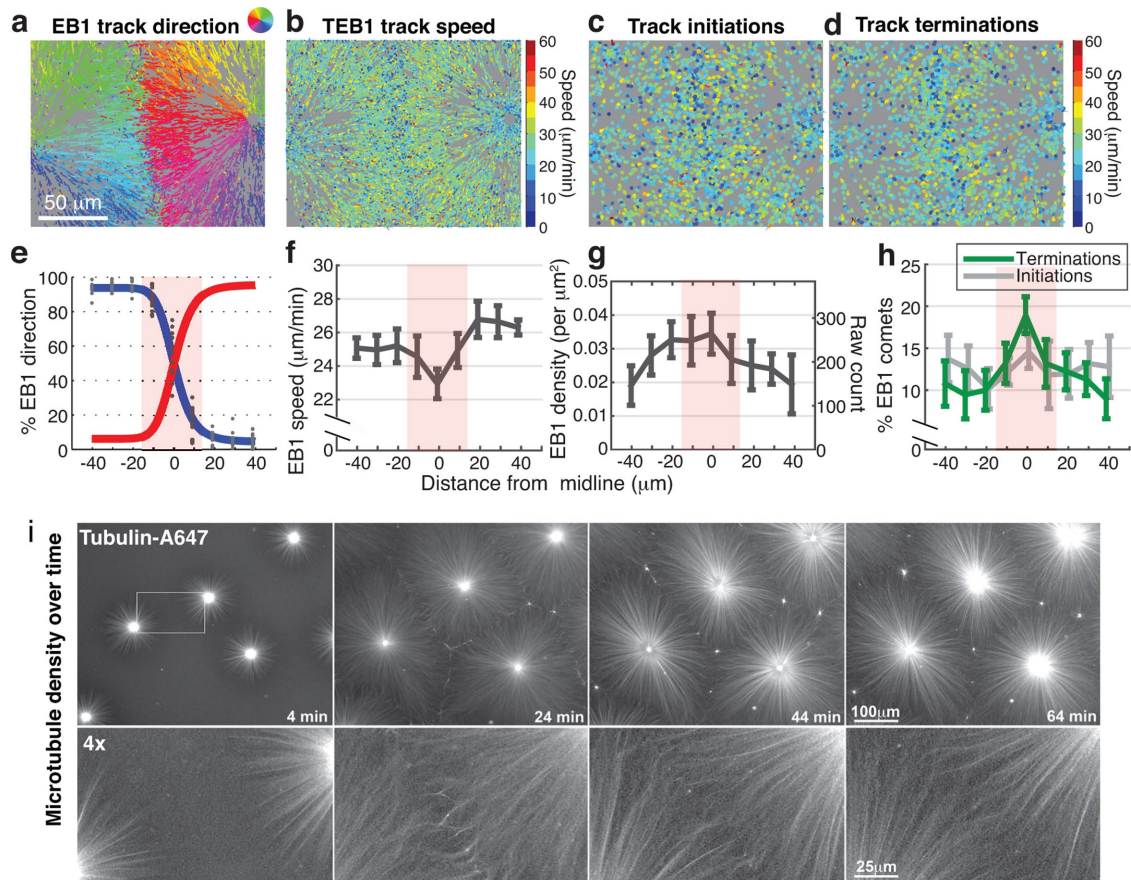 a EB1 track direction
b TEB1 track speed
c Track initiations
d Track terminations
50 μm
60
50
40
30
20
10
0
Speed (μm/min)
60
50
40
30
20
10
0
Speed (μm/min)
e
% EB1 direction
100
80
60
40
20
0
-40 -20 0 20 40
f
EB1 speed (μm/min)
30
28
26
24
22
0
-40 -20 0 20 40
g
EB1 density (per μm²)
0.05
0.04
0.03
0.02
0.01
0
-40 -20 0 20 40
300
200
100
0
Raw count
h
Terminations
Initiations
% EB1 comets
25
20
15
10
0
-40 -20 0 20 40
Distance from midline (μm)
i
Microtubule density over time
Tubulin-A647
4 min
24 min
44 min
100μm
64 min
4x
25μm